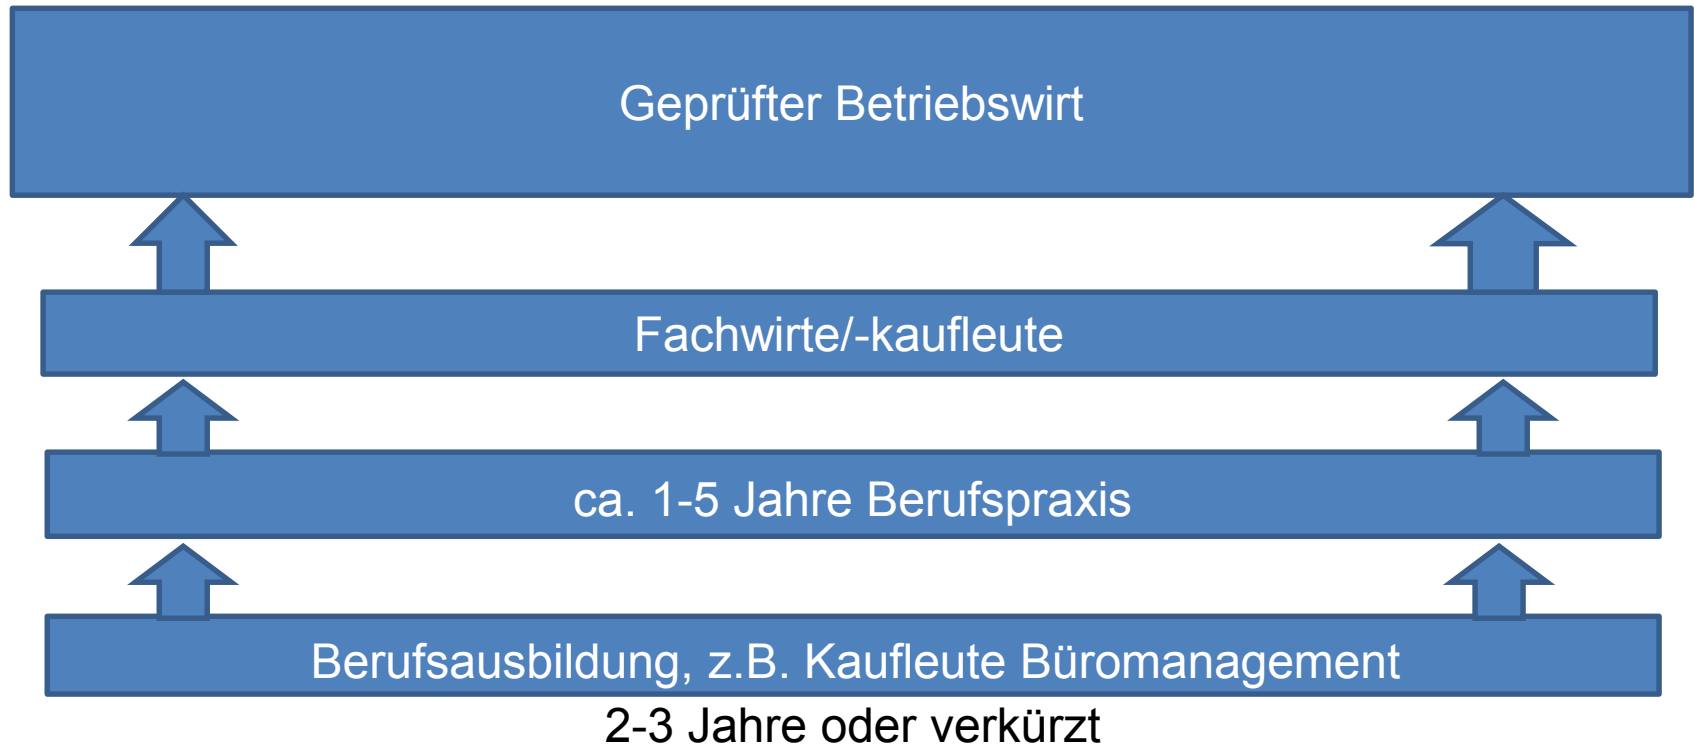 Geprüfter Betriebswirt
Fachwirte/-kaufleute
ca. 1-5 Jahre Berufspraxis
Berufsausbildung, z.B. Kaufleute Büromanagement
2-3 Jahre oder verkürzt